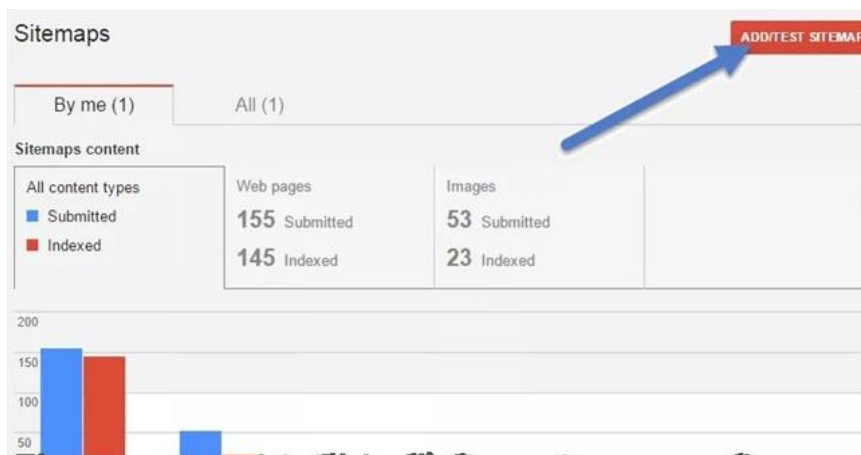 Sitemaps
ADD/TEST SITEMAP
By me (1)
All (1)
Sitemaps content
All content types
Submitted
Indexed
Web pages
155 Submitted
145 Indexed
Images
53 Submitted
23 Indexed
200
150
100
50